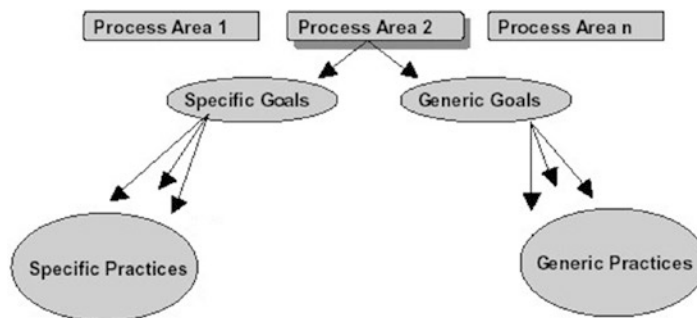 Process Area 1
Process Area 2
Process Area n
Specific Goals
Generic Goals
Specific Practices
Generic Practices